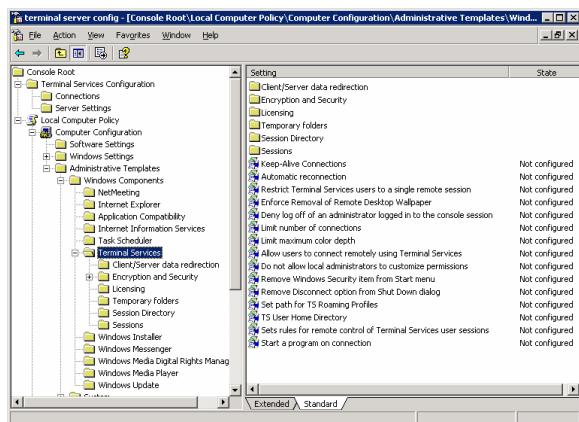 terminal server config - [Console Root\Local Computer Policy\Computer Configuration\Administrative Templates\Wind...
File Action View Favorites Window Help
Console Root
Terminal Services Configuration
Connections
Server Settings
Local Computer Policy
Computer Configuration
Software Settings
Windows Settings
Administrative Templates
Windows Components
NetMeeting
Internet Explorer
Application Compatibility
Internet Information Services
Task Scheduler
Terminal Services
Client/Server data redirection
Encryption and Security
Licensing
Temporary folders
Session Directory
Sessions
Windows Installer
Windows Messenger
Windows Media Digital Rights Manag
Windows Media Player
Windows Update
Setting State
Client/Server data redirection
Encryption and Security
Licensing
Temporary folders
Session Directory
Sessions
Keep-Alive Connections Not configured
Automatic reconnection Not configured
Restrict Terminal Services users to a single remote session Not configured
Enforce Removal of Remote Desktop Wallpaper Not configured
Deny log off of an administrator logged in to the console session Not configured
Limit number of connections Not configured
Limit maximum color depth Not configured
Allow users to connect remotely using Terminal Services Not configured
Do not allow local administrators to customize permissions Not configured
Remove Windows Security item from Start menu Not configured
Remove Disconnect option from Shut Down dialog Not configured
Set path for TS Roaming Profiles Not configured
TS User Home Directory Not configured
Sets rules for remote control of Terminal Services user sessions Not configured
Start a program on connection Not configured
Extended Standard